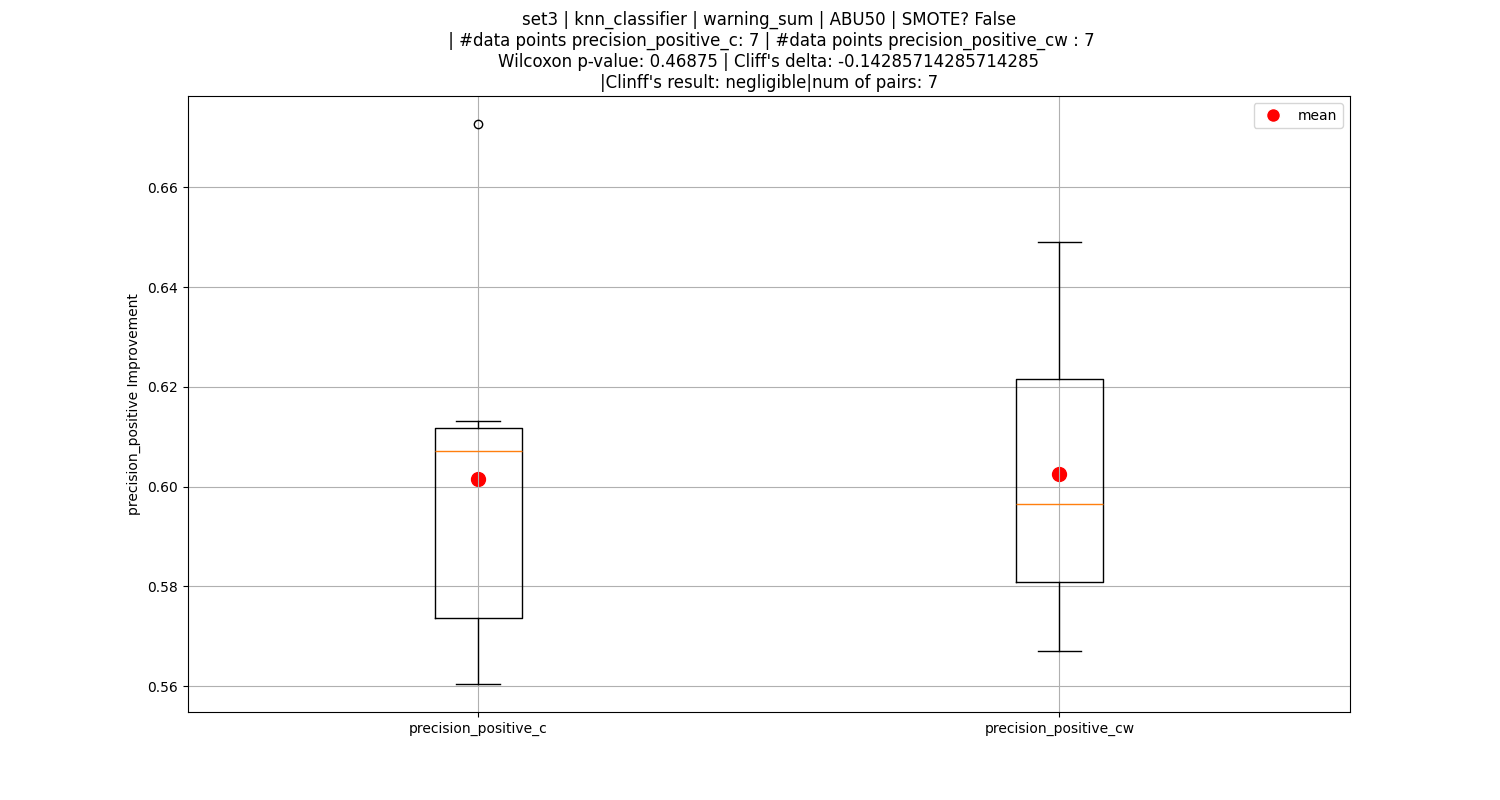 set3 | knn_classifier | warning_sum | ABU50 | SMOTE? False
| #data points precision_positive_c: 7 | #data points precision_positive_cw : 7
Wilcoxon p-value: 0.46875 | Cliff's delta: -0.14285714285714285
|Clinff's result: negligible|num of pairs: 7
mean
precision_positive Improvement
0.66
0.64
0.62
0.60
0.58
0.56
precision_positive_c
precision_positive_cw